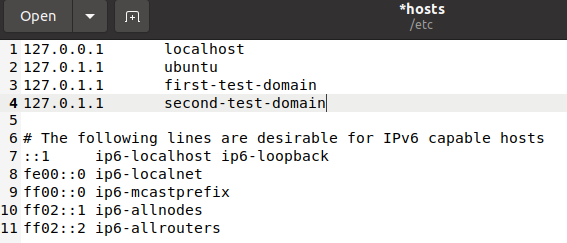 Open
*hosts
/etc
1 127.0.0.1 localhost
2 127.0.1.1 ubuntu
3 127.0.1.1 first-test-domain
4 127.0.1.1 second-test-domain
5
6 # The following lines are desirable for IPv6 capable hosts
7 ::1 ip6-localhost ip6-loopback
8 fe00::0 ip6-localnet
9 ff00::0 ip6-mcastprefix
10 ff02::1 ip6-allnodes
11 ff02::2 ip6-allrouters